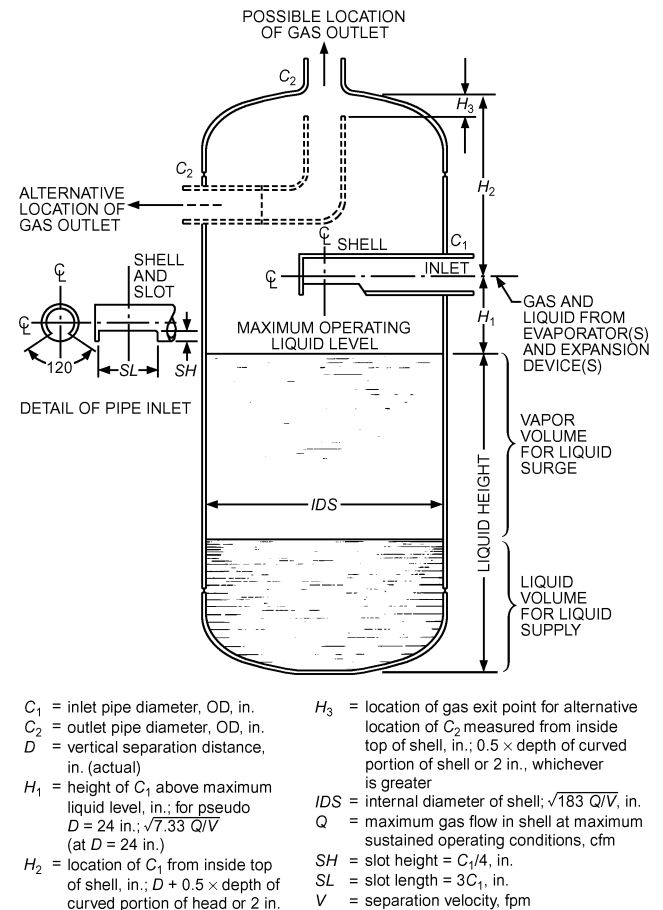 POSSIBLE LOCATION
OF GAS OUTLET
C2
H3
C2
H2
ALTERNATIVE
LOCATION OF
GAS OUTLET
℄
SHELL
C1
INLET
℄
SHELL
AND
SLOT
℄
℄
120
SL
SH
DETAIL OF PIPE INLET
H1
GAS AND
LIQUID FROM
EVAPORATOR(S)
AND EXPANSION
DEVICE(S)
MAXIMUM OPERATING
LIQUID LEVEL
VAPOR
VOLUME
FOR LIQUID
SURGE
IDS
LIQUID HEIGHT
LIQUID
VOLUME
FOR LIQUID
SUPPLY
C1 = inlet pipe diameter, OD, in.
C2 = outlet pipe diameter, OD, in.
D = vertical separation distance,
in. (actual)
H1 = height of C1 above maximum
liquid level, in.; for pseudo
D = 24 in.; √7.33 Q/V
(at D = 24 in.)
H2 = location of C1 from inside top
of shell, in.; D + 0.5 × depth of
curved portion of head or 2 in.
H3 = location of gas exit point for alternative
location of C2 measured from inside
top of shell, in.; 0.5 × depth of curved
portion of shell or 2 in., whichever
is greater
IDS = internal diameter of shell; √183 Q/V, in.
Q = maximum gas flow in shell at maximum
sustained operating conditions, cfm
SH = slot height = C1/4, in.
SL = slot length = 3C1, in.
V = separation velocity, fpm